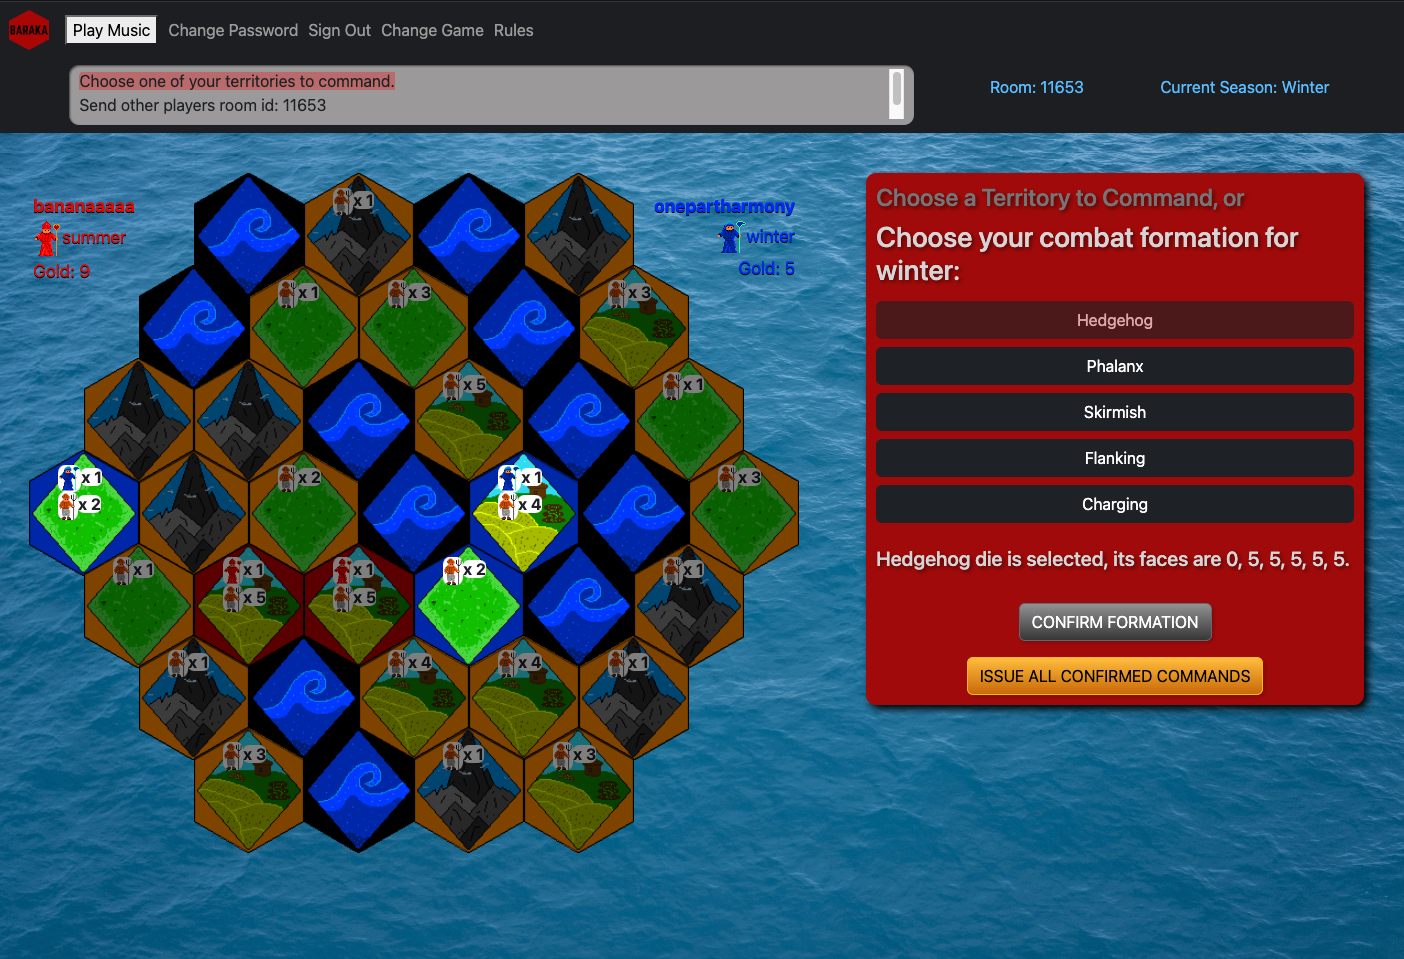 BARAKA
Play Music Change Password Sign Out Change Game Rules
Choose one of your territories to command.
Send other players room id: 11653
Room: 11653
Current Season: Winter
bananaaaaa
summer
Gold: 9
onepartharmony
winter
Gold: 5
x 1
x 1
x 3
x 3
x 5
x 1
x 1
x 2
x 2
x 1
x 4
x 3
x 1
x 1
x 5
x 1
x 5
x 2
x 1
x 1
x 4
x 4
x 1
x 3
x 1
x 3
Choose a Territory to Command, or
Choose your combat formation for
winter:
Hedgehog
Phalanx
Skirmish
Flanking
Charging
Hedgehog die is selected, its faces are 0, 5, 5, 5, 5, 5.
CONFIRM FORMATION
ISSUE ALL CONFIRMED COMMANDS